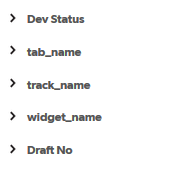 Dev Status
tab_name
track_name
widget_name
Draft No